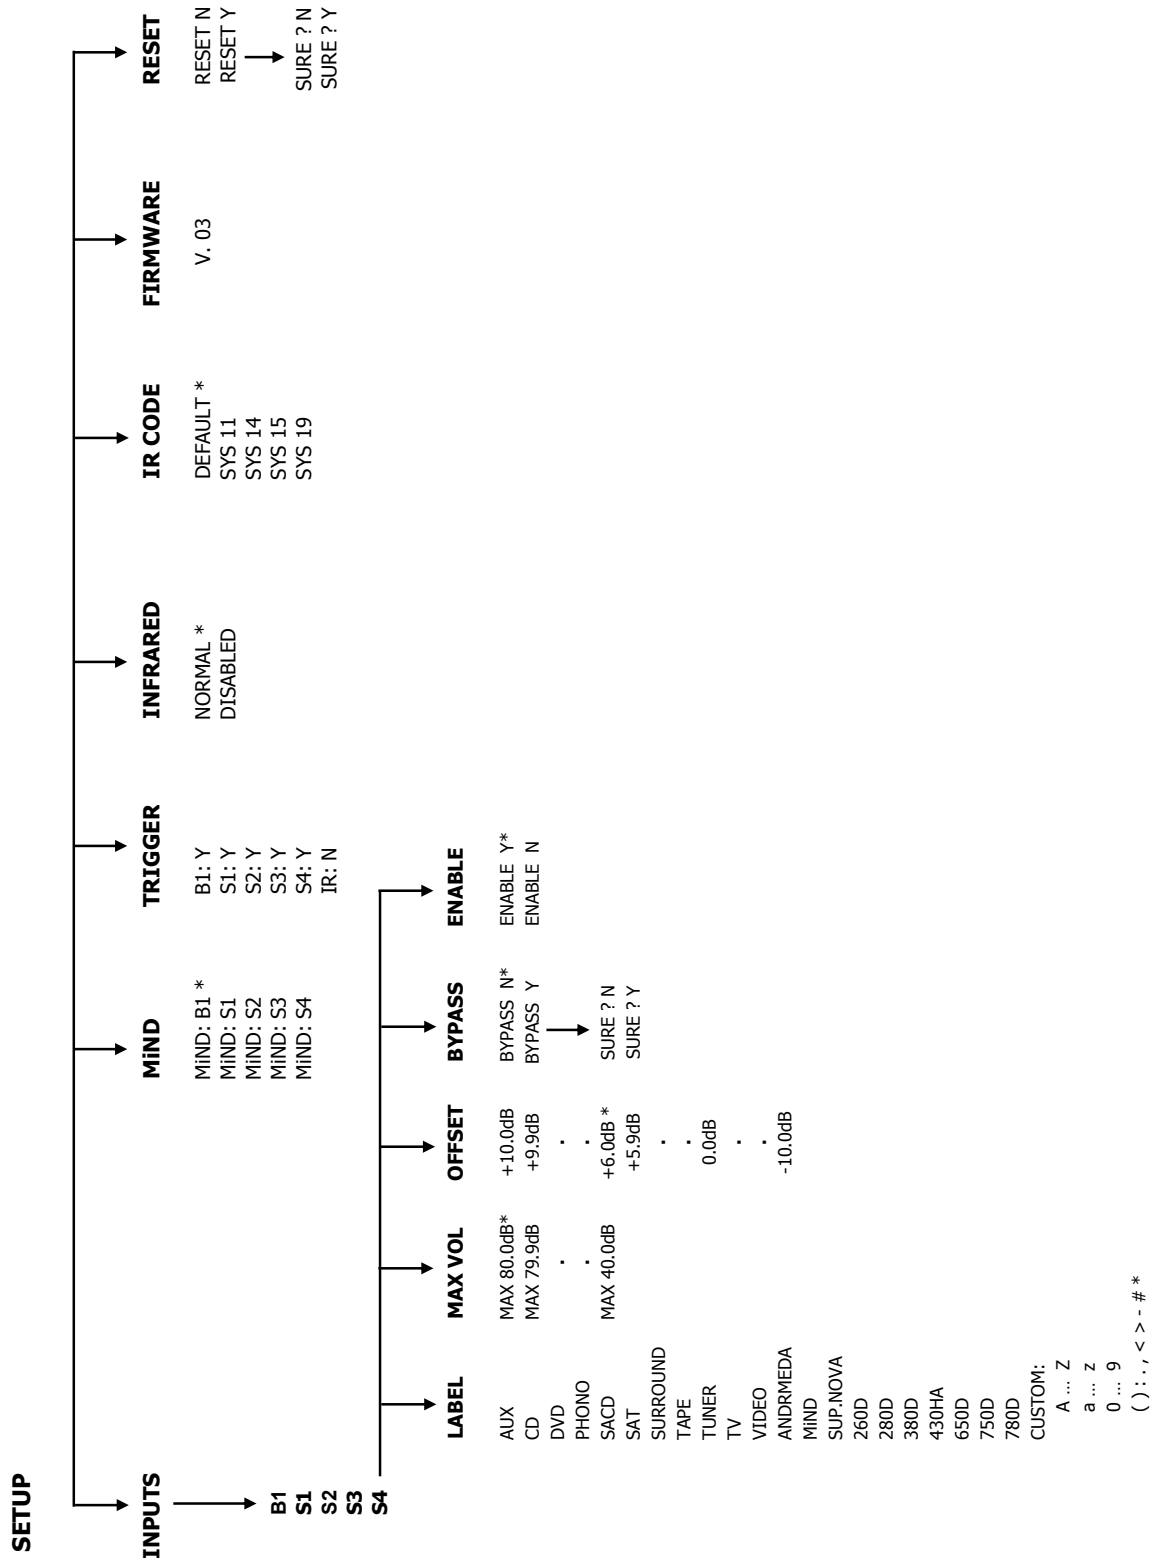 SETUP
INPUTS
B1
S1
S2
S3
S4
LABEL
AUX
CD
DVD
PHONO
SACD
SAT
SURROUND
TAPE
TUNER
TV
VIDEO
ANDRMEDA
MiND
SUP.NOVA
260D
280D
380D
430HA
650D
750D
780D
CUSTOM:
A ... Z
a ... z
0 ... 9
( ) : . , < > - # *
MAX VOL
MAX 80.0dB*
MAX 79.9dB
.
.
MAX 40.0dB
OFFSET
+10.0dB
+9.9dB
.
.
+6.0dB *
+5.9dB
.
.
0.0dB
.
.
-10.0dB
BYPASS
BYPASS N*
BYPASS Y
SURE ? N
SURE ? Y
ENABLE
ENABLE Y*
ENABLE N
MiND
MiND: B1 *
MiND: S1
MiND: S2
MiND: S3
MiND: S4
TRIGGER
B1: Y
S1: Y
S2: Y
S3: Y
S4: Y
IR: N
INFRARED
NORMAL *
DISABLED
IR CODE
DEFAULT *
SYS 11
SYS 14
SYS 15
SYS 19
FIRMWARE
V. 03
RESET
RESET N
RESET Y
SURE ? N
SURE ? Y